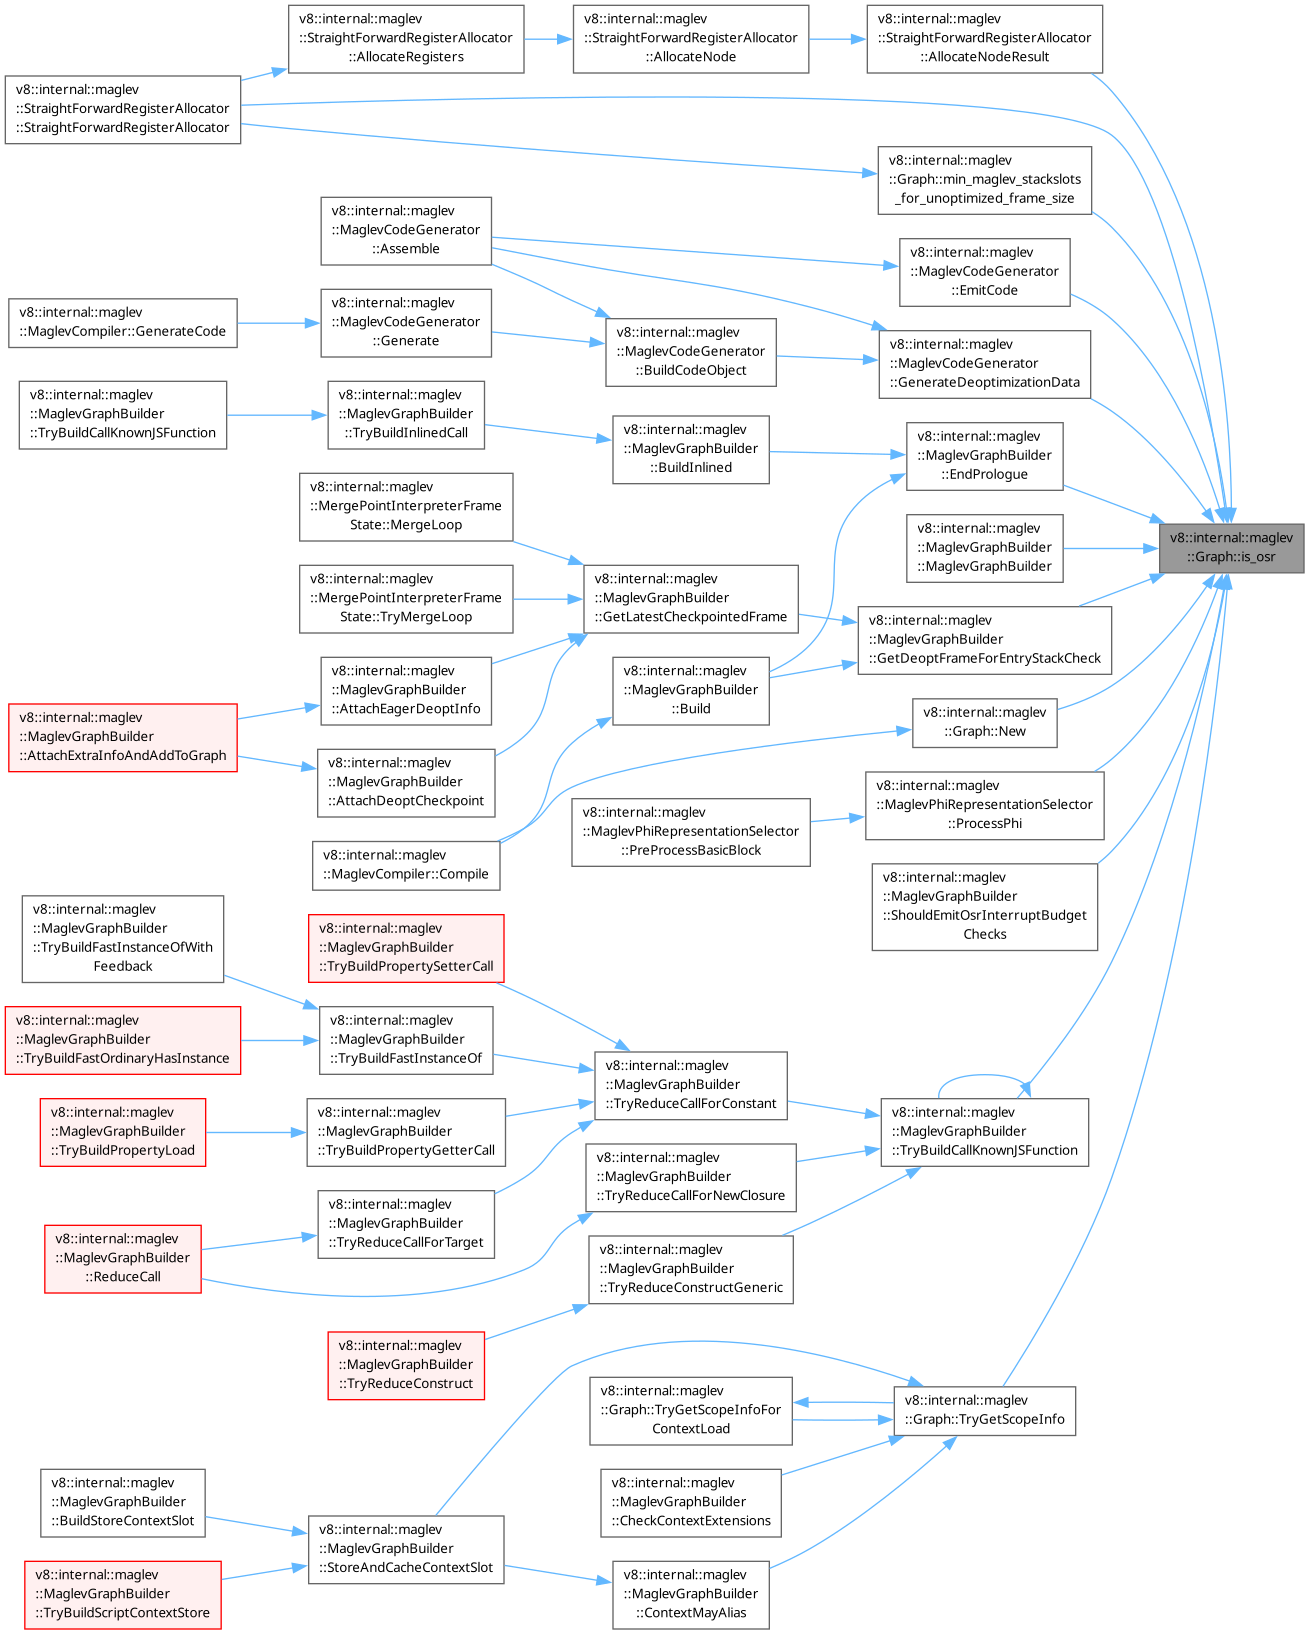 v8::internal::maglev
::StraightForwardRegisterAllocator
::AllocateRegisters
v8::internal::maglev
::StraightForwardRegisterAllocator
::AllocateNode
v8::internal::maglev
::StraightForwardRegisterAllocator
::AllocateNodeResult
v8::internal::maglev
::StraightForwardRegisterAllocator
::StraightForwardRegisterAllocator
v8::internal::maglev
::Graph::min_maglev_stackslots
_for_unoptimized_frame_size
v8::internal::maglev
::MaglevCodeGenerator
::Assemble
v8::internal::maglev
::MaglevCodeGenerator
::EmitCode
v8::internal::maglev
::MaglevCompiler::GenerateCode
v8::internal::maglev
::MaglevCodeGenerator
::Generate
v8::internal::maglev
::MaglevCodeGenerator
::BuildCodeObject
v8::internal::maglev
::MaglevCodeGenerator
::GenerateDeoptimizationData
v8::internal::maglev
::MaglevGraphBuilder
::TryBuildCallKnownJSFunction
v8::internal::maglev
::MaglevGraphBuilder
::TryBuildInlinedCall
v8::internal::maglev
::MaglevGraphBuilder
::BuildInlined
v8::internal::maglev
::MaglevGraphBuilder
::EndPrologue
v8::internal::maglev
::MergePointInterpreterFrame
State::MergeLoop
v8::internal::maglev
::MaglevGraphBuilder
::MaglevGraphBuilder
v8::internal::maglev
::Graph::is_osr
v8::internal::maglev
::MergePointInterpreterFrame
State::TryMergeLoop
v8::internal::maglev
::MaglevGraphBuilder
::GetLatestCheckpointedFrame
v8::internal::maglev
::MaglevGraphBuilder
::GetDeoptFrameForEntryStackCheck
v8::internal::maglev
::MaglevGraphBuilder
::AttachExtraInfoAndAddToGraph
v8::internal::maglev
::MaglevGraphBuilder
::AttachEagerDeoptInfo
v8::internal::maglev
::MaglevGraphBuilder
::Build
v8::internal::maglev
::Graph::New
v8::internal::maglev
::MaglevGraphBuilder
::AttachDeoptCheckpoint
v8::internal::maglev
::MaglevPhiRepresentationSelector
::ProcessPhi
v8::internal::maglev
::MaglevPhiRepresentationSelector
::PreProcessBasicBlock
v8::internal::maglev
::MaglevCompiler::Compile
v8::internal::maglev
::MaglevGraphBuilder
::ShouldEmitOsrInterruptBudget
Checks
v8::internal::maglev
::MaglevGraphBuilder
::TryBuildFastInstanceOfWith
Feedback
v8::internal::maglev
::MaglevGraphBuilder
::TryBuildPropertySetterCall
v8::internal::maglev
::MaglevGraphBuilder
::TryBuildFastOrdinaryHasInstance
v8::internal::maglev
::MaglevGraphBuilder
::TryBuildFastInstanceOf
v8::internal::maglev
::MaglevGraphBuilder
::TryReduceCallForConstant
v8::internal::maglev
::MaglevGraphBuilder
::TryBuildCallKnownJSFunction
v8::internal::maglev
::MaglevGraphBuilder
::TryBuildPropertyLoad
v8::internal::maglev
::MaglevGraphBuilder
::TryBuildPropertyGetterCall
v8::internal::maglev
::MaglevGraphBuilder
::TryReduceCallForNewClosure
v8::internal::maglev
::MaglevGraphBuilder
::ReduceCall
v8::internal::maglev
::MaglevGraphBuilder
::TryReduceCallForTarget
v8::internal::maglev
::MaglevGraphBuilder
::TryReduceConstructGeneric
v8::internal::maglev
::MaglevGraphBuilder
::TryReduceConstruct
v8::internal::maglev
::Graph::TryGetScopeInfoFor
ContextLoad
v8::internal::maglev
::Graph::TryGetScopeInfo
v8::internal::maglev
::MaglevGraphBuilder
::CheckContextExtensions
v8::internal::maglev
::MaglevGraphBuilder
::BuildStoreContextSlot
v8::internal::maglev
::MaglevGraphBuilder
::StoreAndCacheContextSlot
v8::internal::maglev
::MaglevGraphBuilder
::TryBuildScriptContextStore
v8::internal::maglev
::MaglevGraphBuilder
::ContextMayAlias